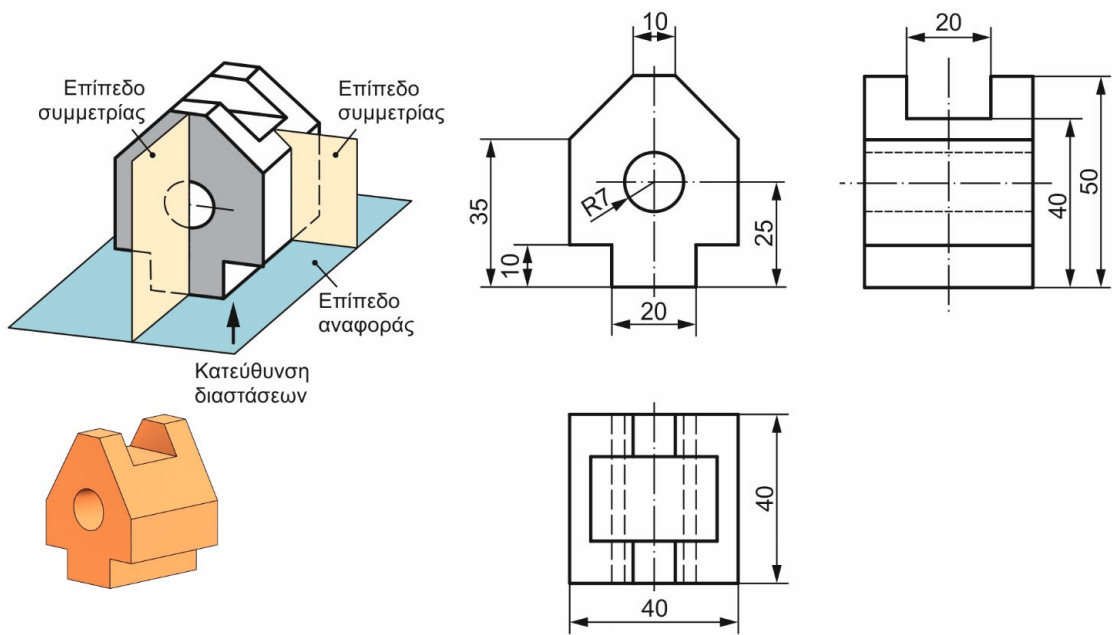 Επίπεδο
συμμετρίας
Επίπεδο
συμμετρίας
Επίπεδο
αναφοράς
Κατεύθυνση
διαστάσεων
10
35
10
R7
25
20
20
40
50
40
40